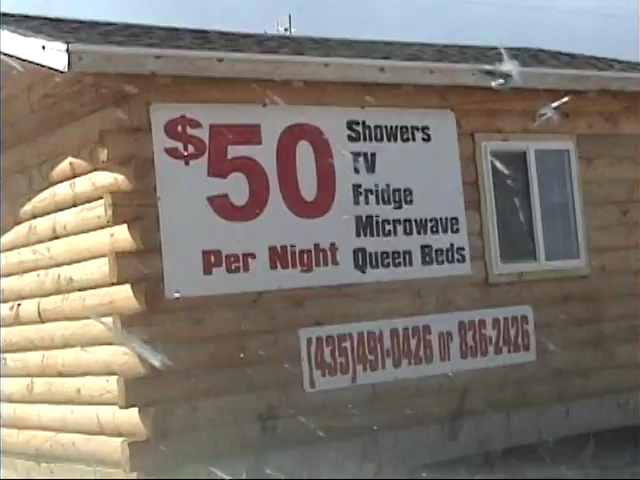 $50
Per Night
Showers
TV
Fridge
Microwave
Queen Beds
(435)491-0426 or 836-2426